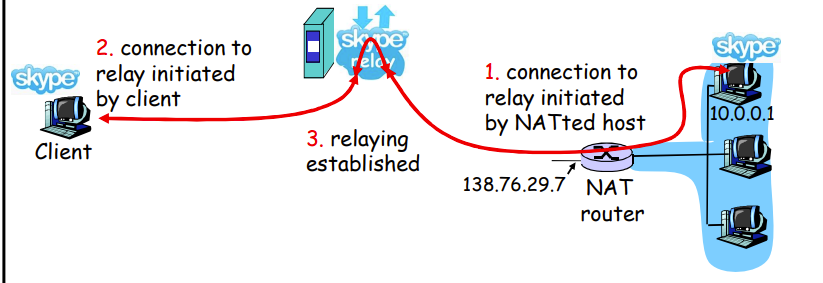 skype
Client
2. connection to
relay initiated
by client
skype
relay
3. relaying
established
1. connection to
relay initiated
by NATted host
138.76.29.7
NAT
router
skype
10.0.0.1